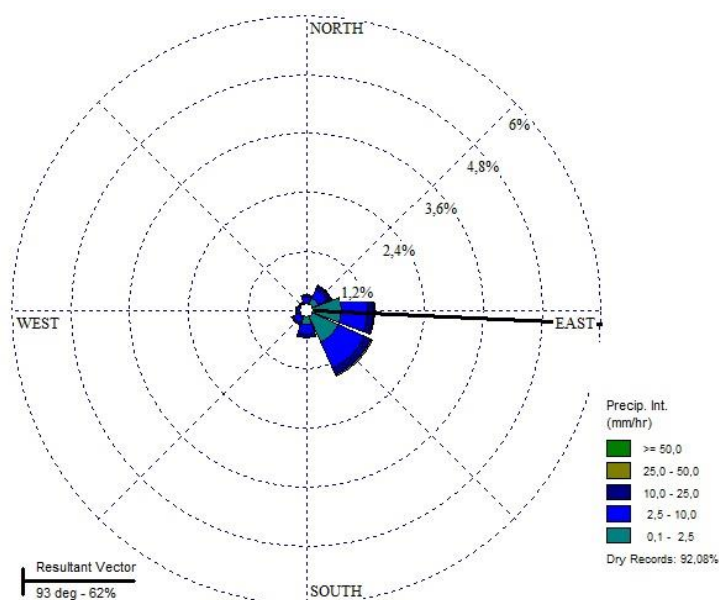 NORTH
6%
4,8%
3,6%
2,4%
1,2%
WEST
EAST
Precip. Int.
(mm/hr)
>= 50,0
25,0 - 50,0
10,0 - 25,0
2,5 - 10,0
0,1 - 2,5
Dry Records: 92,08%
Resultant Vector
93 deg - 62%
SOUTH